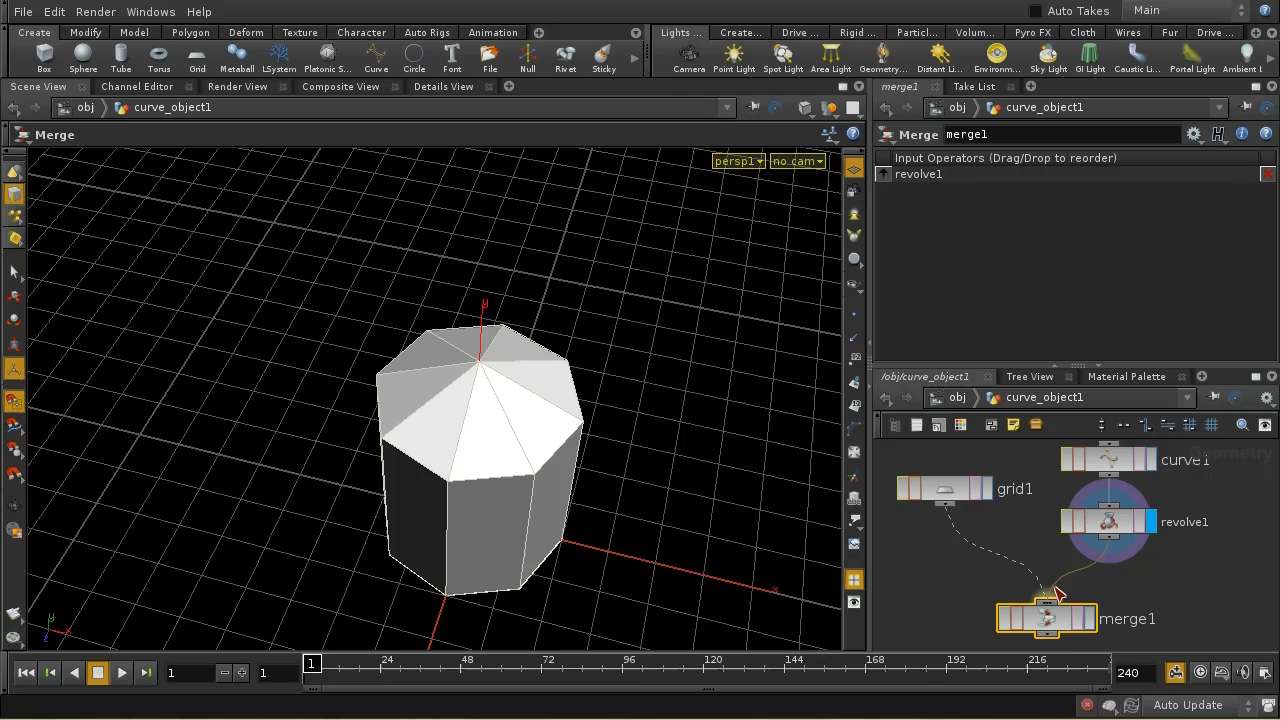 File Edit Render Windows Help
Auto Takes
Main
Create Modify Model Polygon Deform Texture Character Auto Rigs Animation
Lights ... Create... Drive ... Rigid ... Particl... Volum... Pyro FX Cloth Wires Fur Drive ...
Box Sphere Tube Torus Grid Metaball LSystem Platonic S... Curve Circle Font File Null Rivet Sticky
Camera Point Light Spot Light Area Light Geometry... Distant Li... Environm... Sky Light GI Light Caustic Li... Portal Light Ambient L
Scene View Channel Editor Render View Composite View Details View
merge1 Take List
obj curve_object1
obj curve_object1
Merge
Merge merge1
persp1 no cam
Input Operators (Drag/Drop to reorder)
revolve1
y
x
y
x
z
/obj/curve_object1 Tree View Material Palette
obj curve_object1
Geometry
curve1
grid1
revolve1
merge1
1
24 48 72 96 120 144 168 192 216
1
1
240
Auto Update